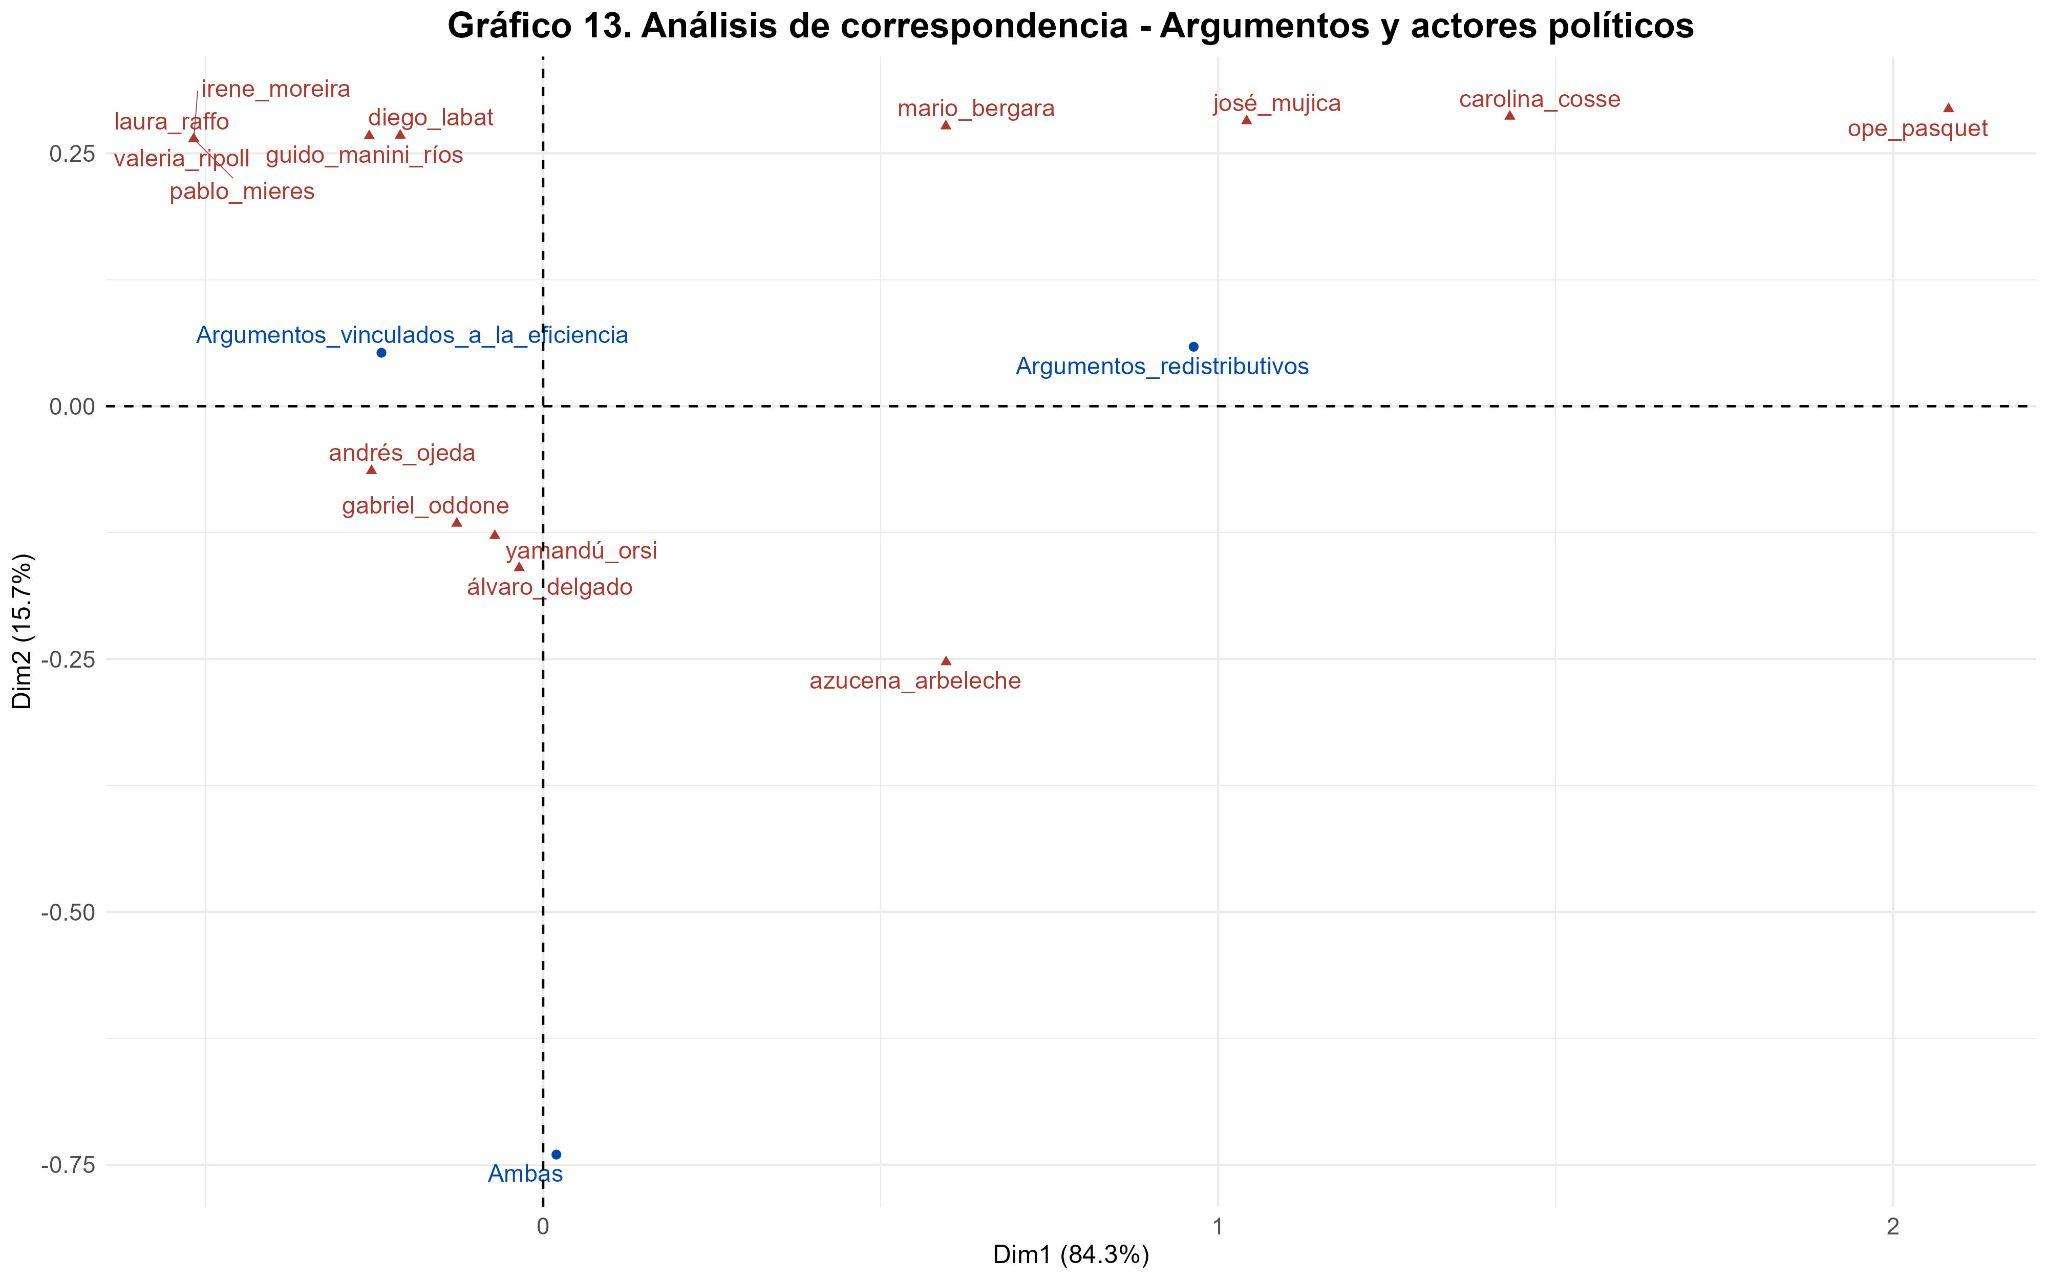 Gráfico 13. Análisis de correspondencia - Argumentos y actores políticos
irene_moreira
laura_raffo
diego_labat
valeria_ripoll
guido_manini_ríos
pablo_mieres
mario_bergara
josé_mujica
carolina_cosse
ope_pasquet
Argumentos_vinculados_a_la_eficiencia
Argumentos_redistributivos
andrés_ojeda
gabriel_oddone
yamandú_orsi
álvaro_delgado
azucena_arbeleche
Ambas
0.25
0.00
-0.25
-0.50
-0.75
Dim2 (15.7%)
0
1
2
Dim1 (84.3%)